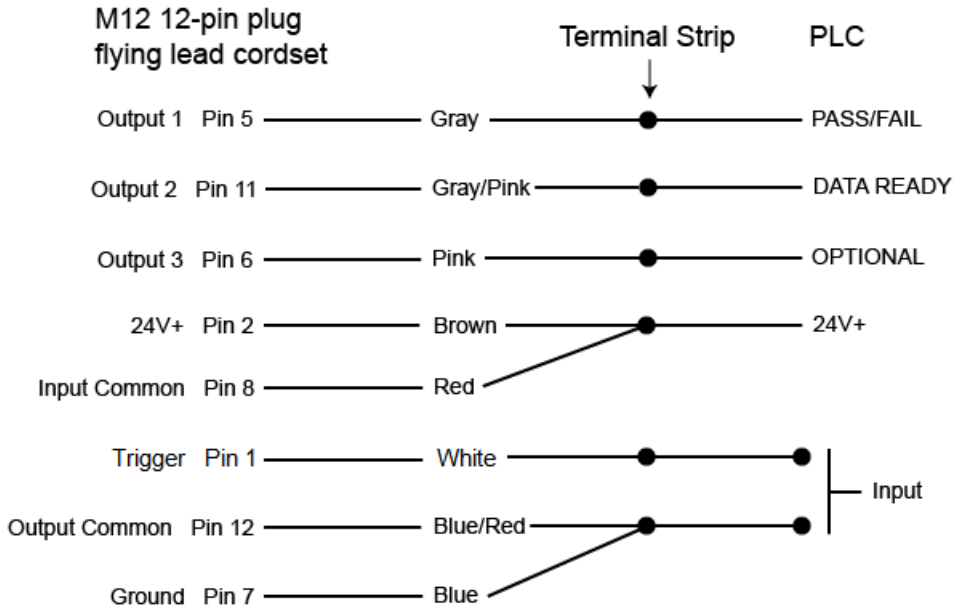 M12 12-pin plug
flying lead cordset
Terminal Strip
PLC
Output 1 Pin 5 Gray PASS/FAIL
Output 2 Pin 11 Gray/Pink DATA READY
Output 3 Pin 6 Pink OPTIONAL
24V+ Pin 2 Brown 24V+
Input Common Pin 8 Red
Trigger Pin 1 White
Input
Output Common Pin 12 Blue/Red
Ground Pin 7 Blue